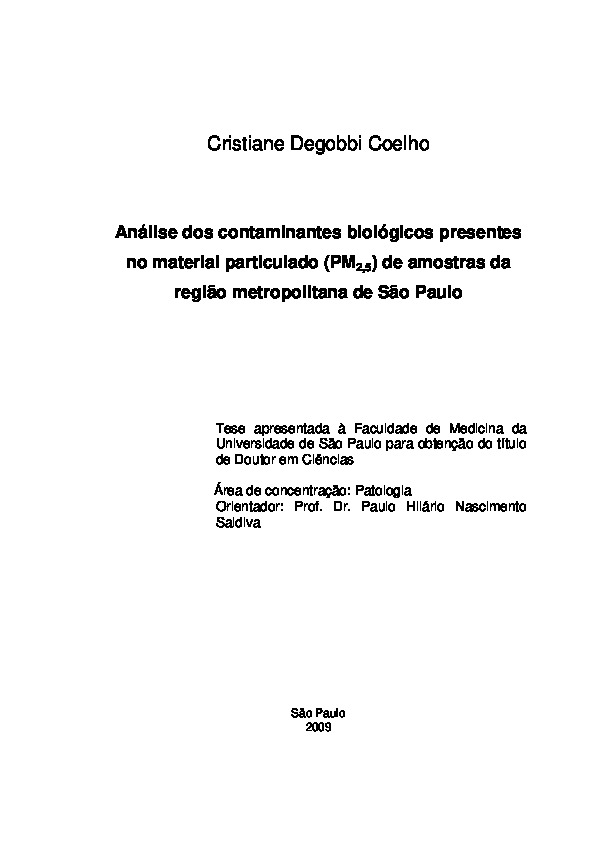 Cristiane Degobbi Coelho
Análise dos contaminantes biológicos presentes
no material particulado (PM2,5) de amostras da
região metropolitana de São Paulo
Tese apresentada à Faculdade de Medicina da
Universidade de São Paulo para obtenção do título
de Doutor em Ciências
Área de concentração: Patologia
Orientador: Prof. Dr. Paulo Hilário Nascimento
Saldiva
São Paulo
2009